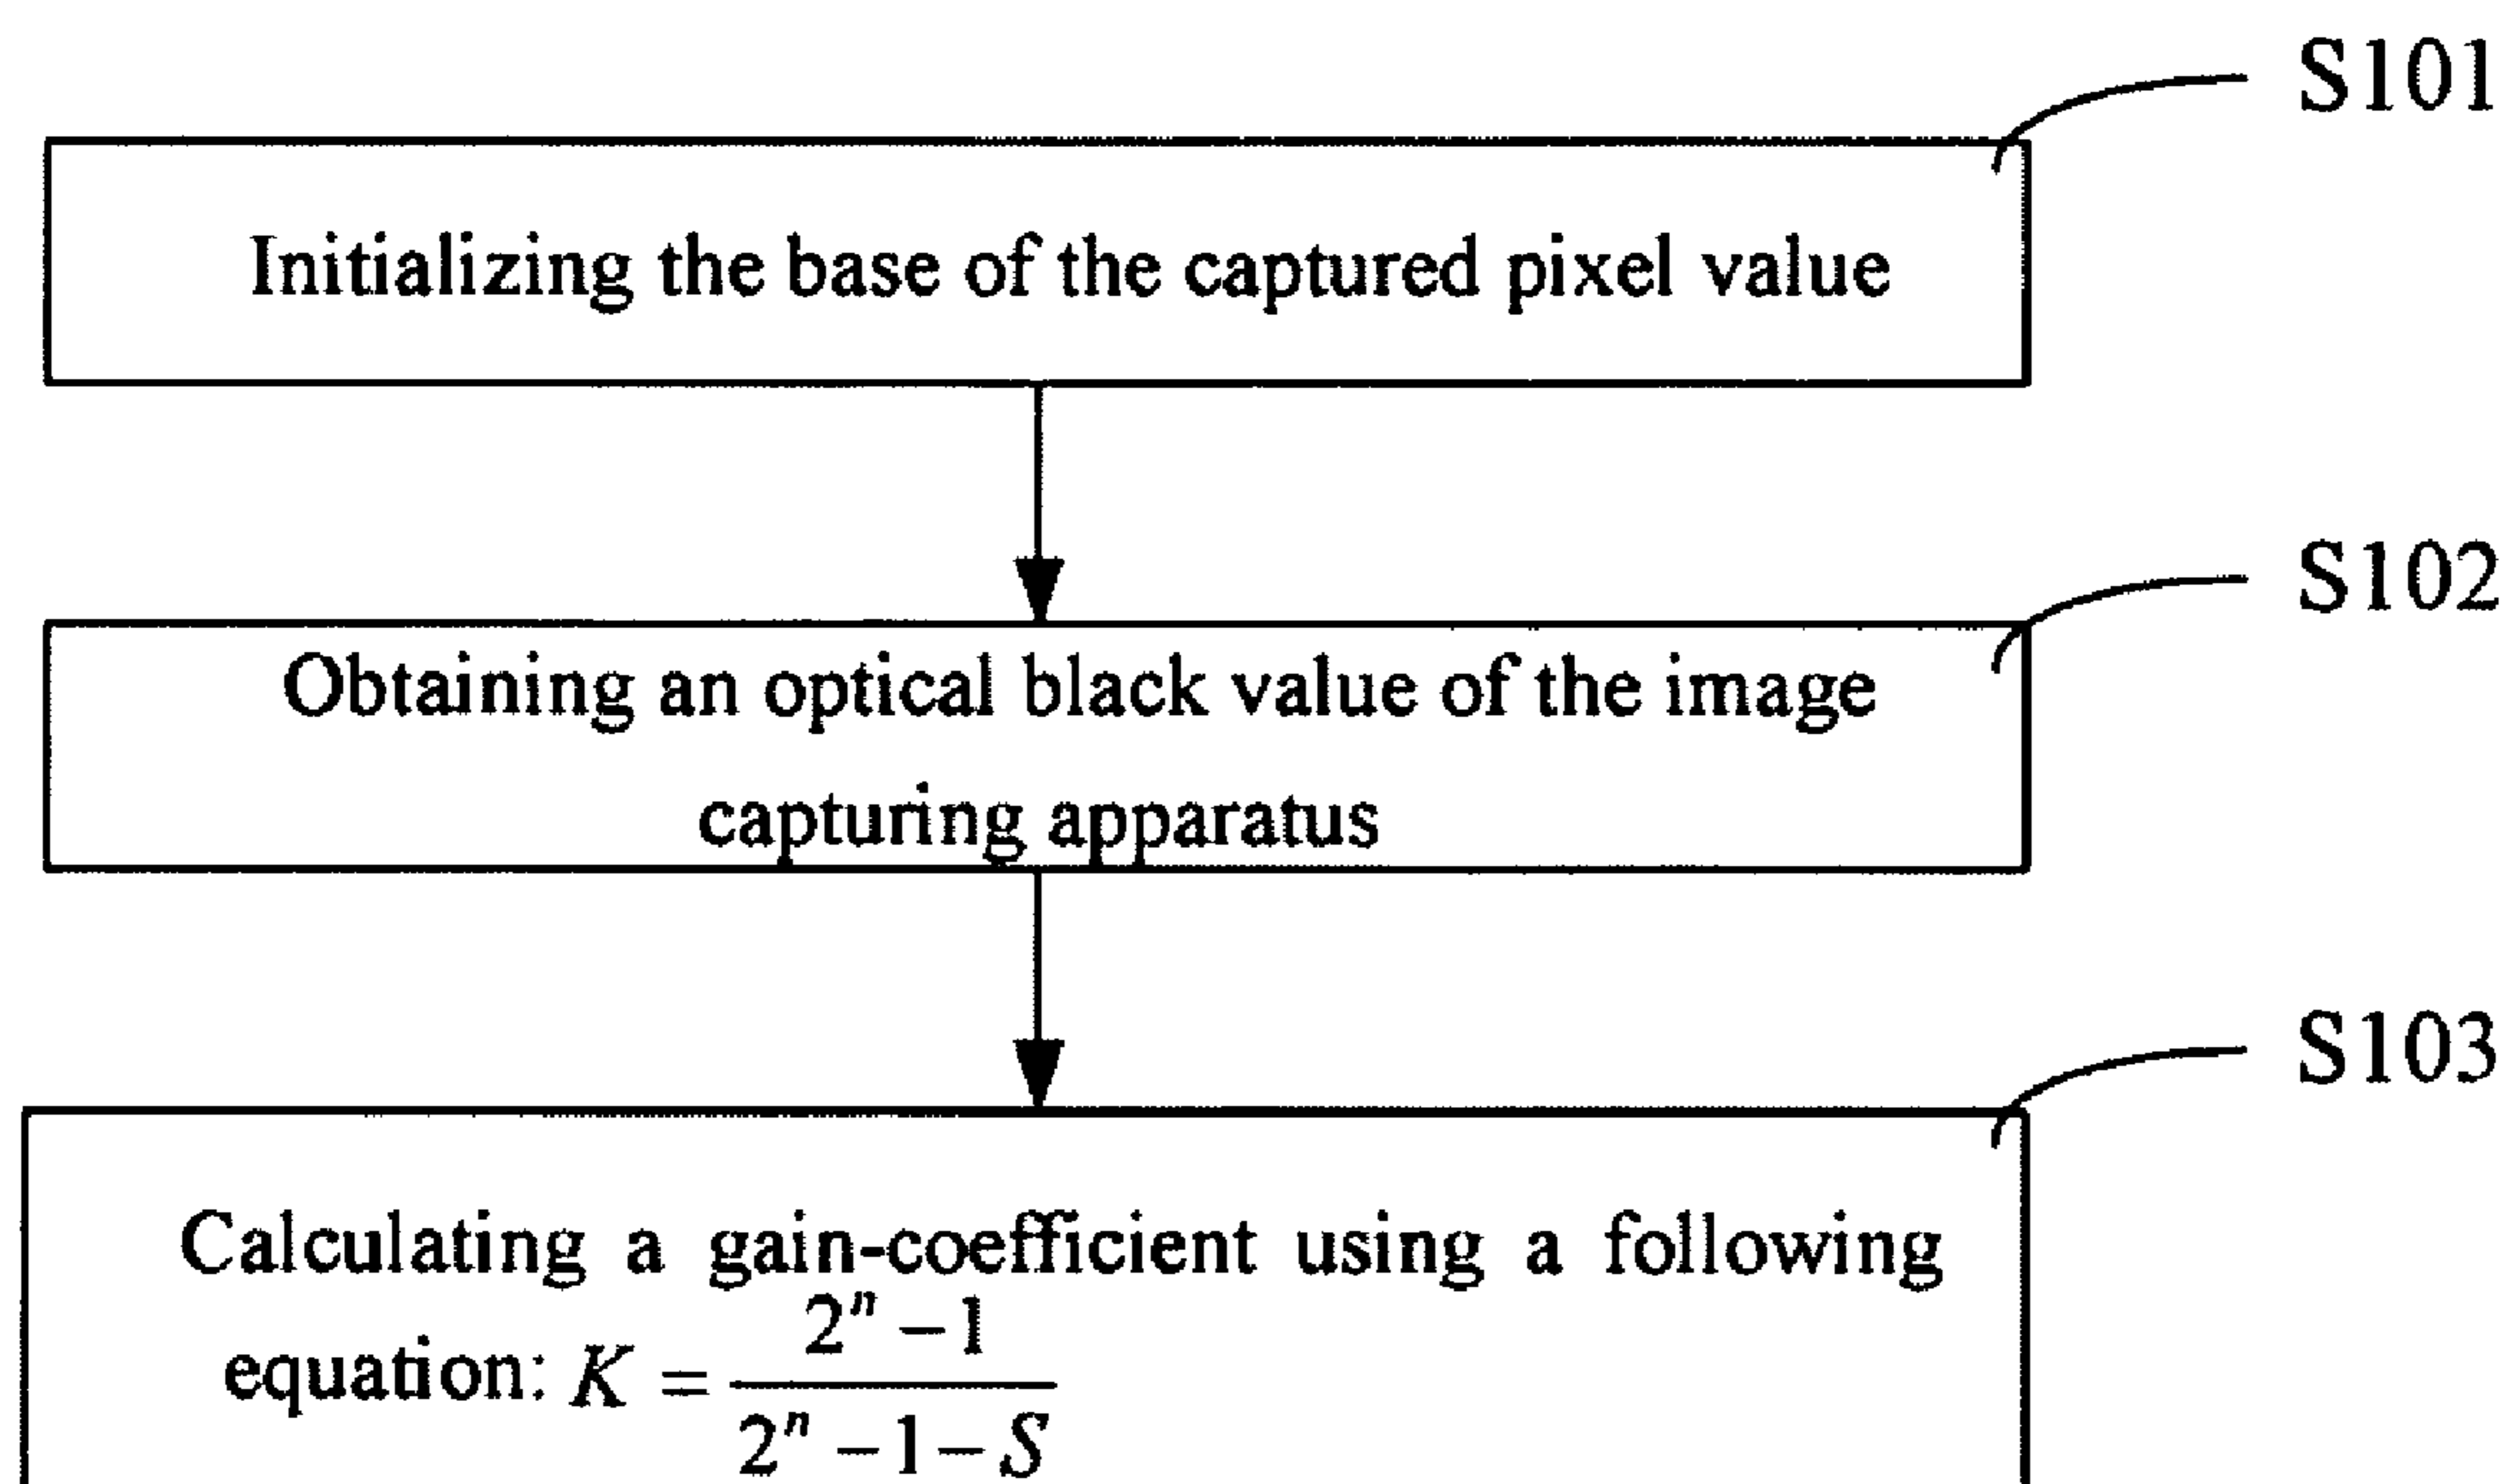 S101
Initializing the base of the captured pixel value
S102
Obtaining an optical black value of the image
capturing apparatus
S103
Calculating a gain-coefficient using a following
equation: K = \frac{2^n - 1}{2^n - 1 - S}